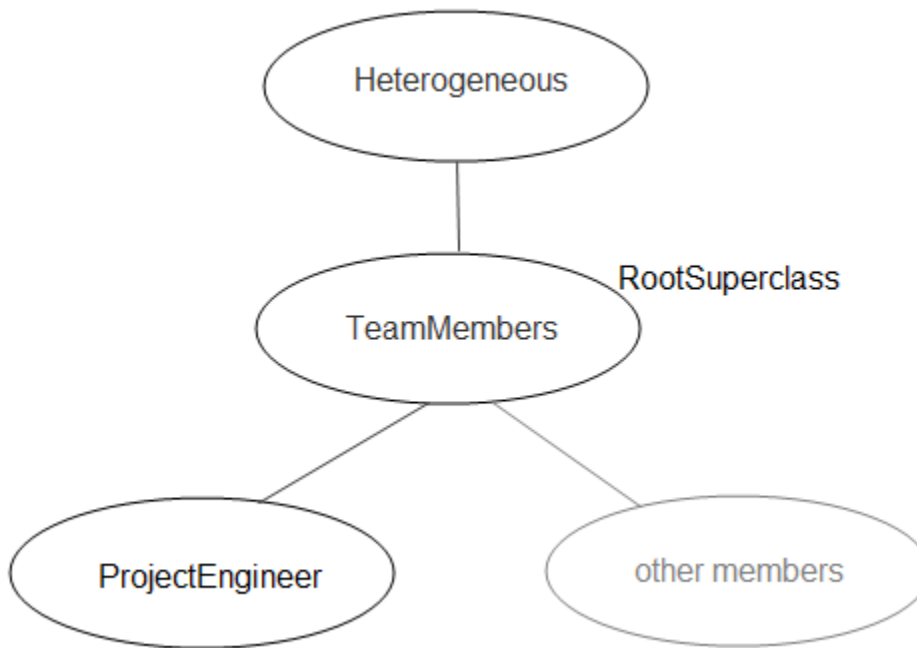 Heterogeneous
RootSuperclass
TeamMembers
ProjectEngineer
other members